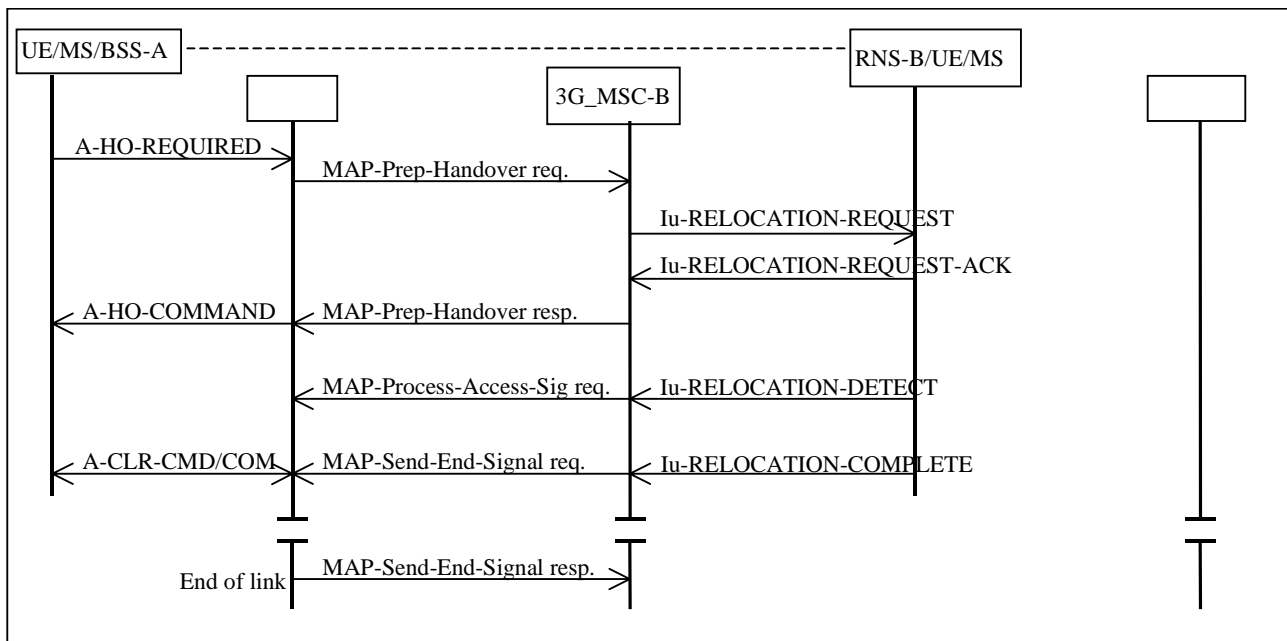 UE/MS/BSS-A
RNS-B/UE/MS
3G_MSC-B
A-HO-REQUIRED
MAP-Prep-Handover req.
Iu-RELOCATION-REQUEST
Iu-RELOCATION-REQUEST-ACK
A-HO-COMMAND
MAP-Prep-Handover resp.
MAP-Process-Access-Sig req.
Iu-RELOCATION-DETECT
A-CLR-CMD/COM
MAP-Send-End-Signal req.
Iu-RELOCATION-COMPLETE
End of link
MAP-Send-End-Signal resp.